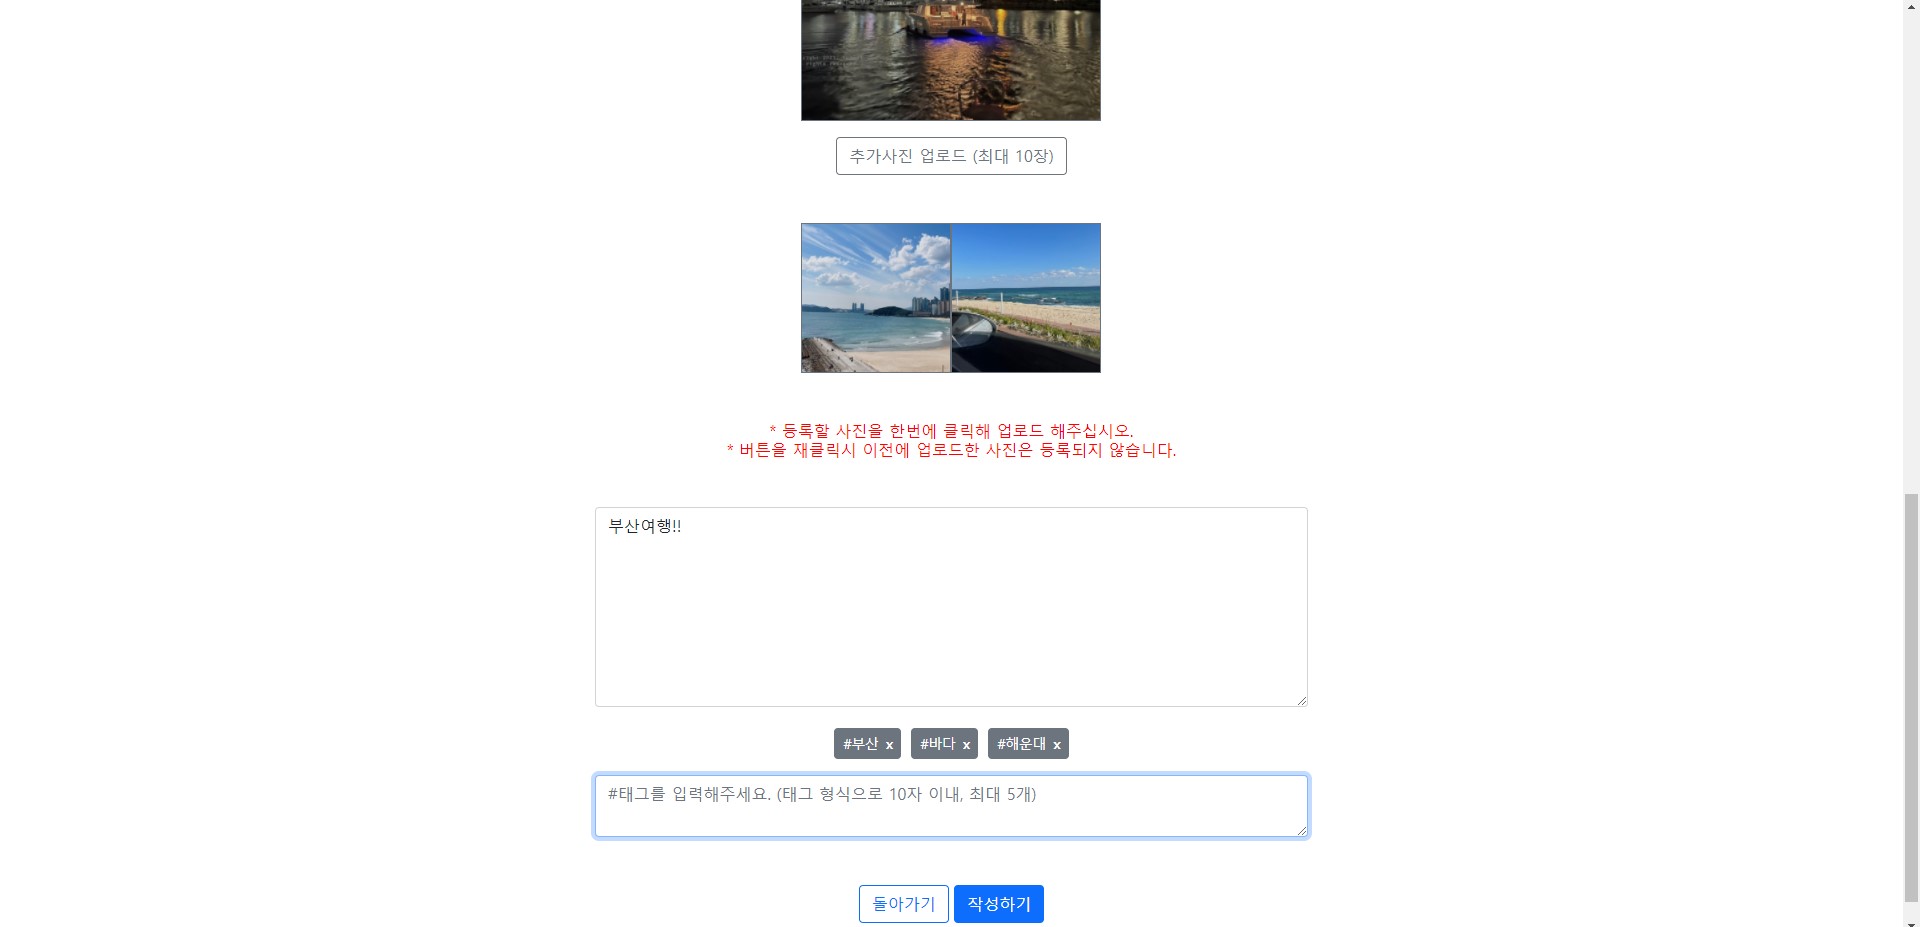 추가사진 업로드 (최대 10장)
* 등록할 사진을 한번에 클릭해 업로드 해주십시오.
* 버튼을 재클릭시 이전에 업로드한 사진은 등록되지 않습니다.
부산여행!!
#부산 x #바다 x #해운대 x
#태그를 입력해주세요. (태그 형식으로 10자 이내, 최대 5개)
돌아가기 작성하기